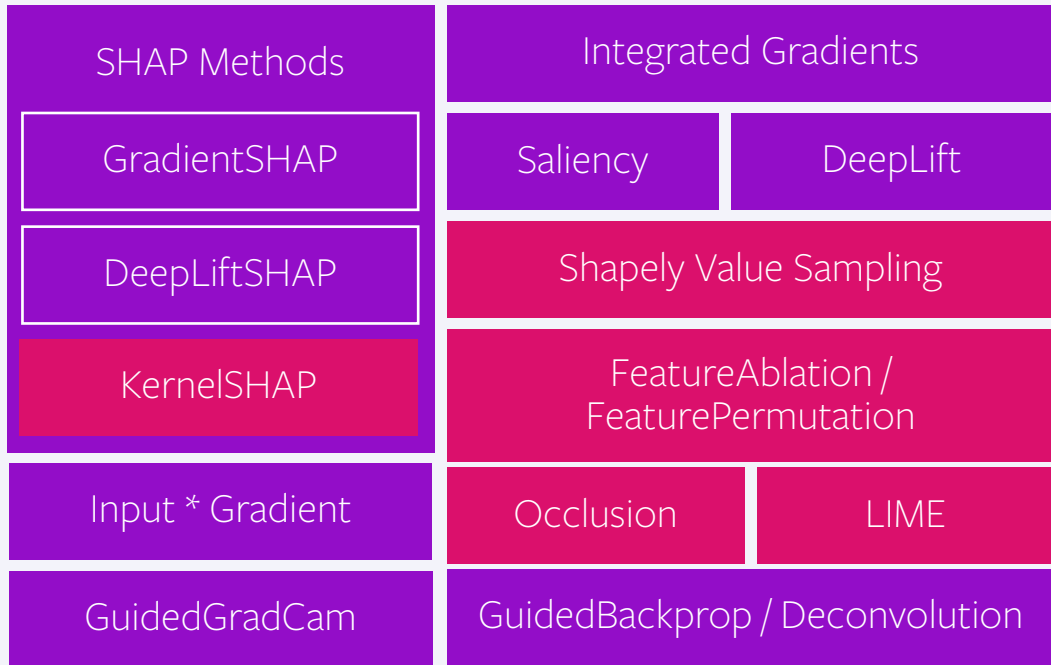 SHAP Methods
GradientSHAP
DeepLiftSHAP
KernelSHAP
Input * Gradient
GuidedGradCam
Integrated Gradients
Saliency
DeepLift
Shapely Value Sampling
FeatureAblation /
FeaturePermutation
Occlusion
LIME
GuidedBackprop / Deconvolution